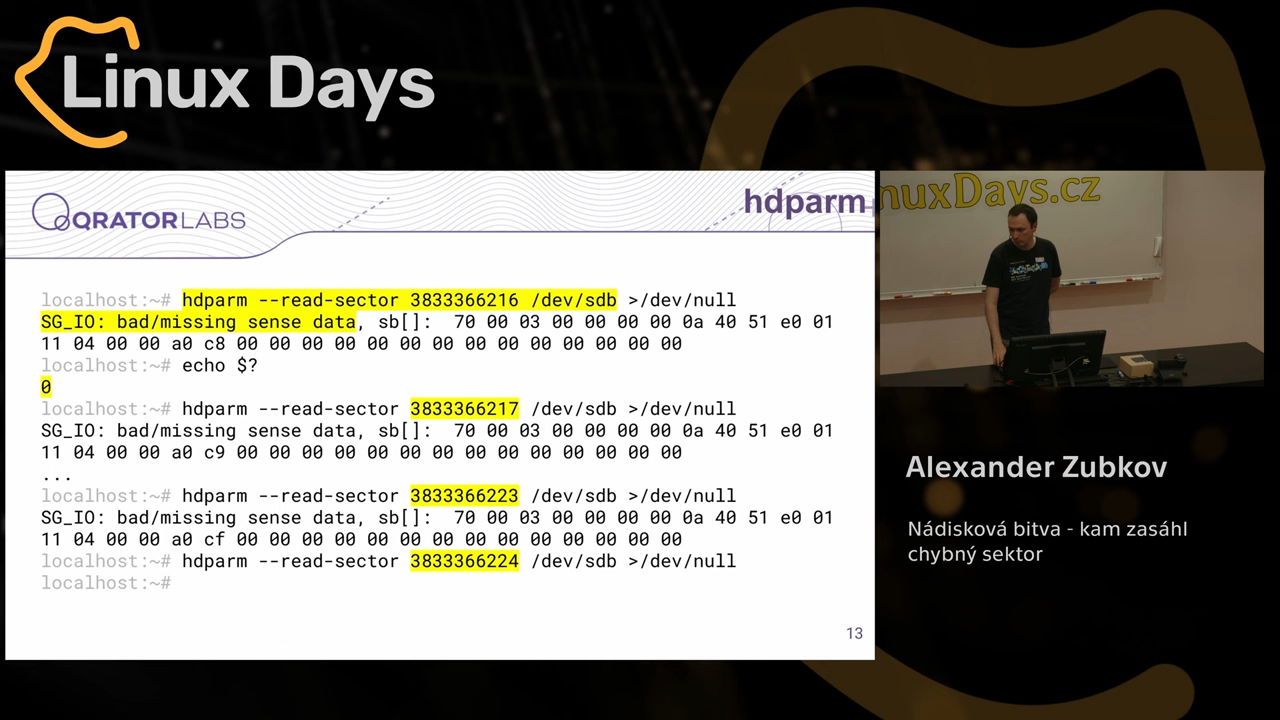 Linux Days
QRATORLABS
hdparm
localhost:~# hdparm --read-sector 3833366216 /dev/sdb >/dev/null
SG_IO: bad/missing sense data, sb[]:  70 00 03 00 00 00 00 0a 40 51 e0 01
11 04 00 00 a0 c8 00 00 00 00 00 00 00 00 00 00 00 00 00 00
localhost:~# echo $?
0
localhost:~# hdparm --read-sector 3833366217 /dev/sdb >/dev/null
SG_IO: bad/missing sense data, sb[]:  70 00 03 00 00 00 00 0a 40 51 e0 01
11 04 00 00 a0 c9 00 00 00 00 00 00 00 00 00 00 00 00 00 00
...
localhost:~# hdparm --read-sector 3833366223 /dev/sdb >/dev/null
SG_IO: bad/missing sense data, sb[]:  70 00 03 00 00 00 00 0a 40 51 e0 01
11 04 00 00 a0 cf 00 00 00 00 00 00 00 00 00 00 00 00 00 00
localhost:~# hdparm --read-sector 3833366224 /dev/sdb >/dev/null
localhost:~#
13
nuxDays.cz
Alexander Zubkov
Nádisková bitva - kam zasáhl
chybný sektor